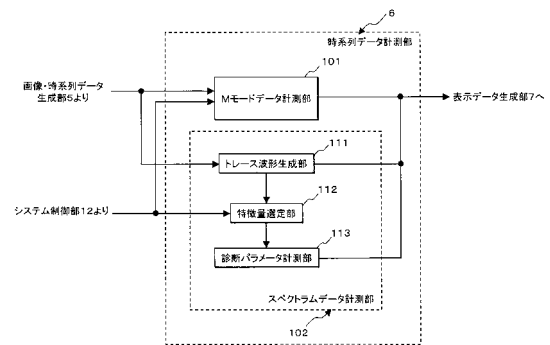 6
時系列データ計測部
101
画像・時系列データ
生成部5より
Mモードデータ計測部
表示データ生成部7へ
111
トレース波形生成部
112
システム制御部12より
特徴量選定部
113
診断パラメータ計測部
スペクトラムデータ計測部
102